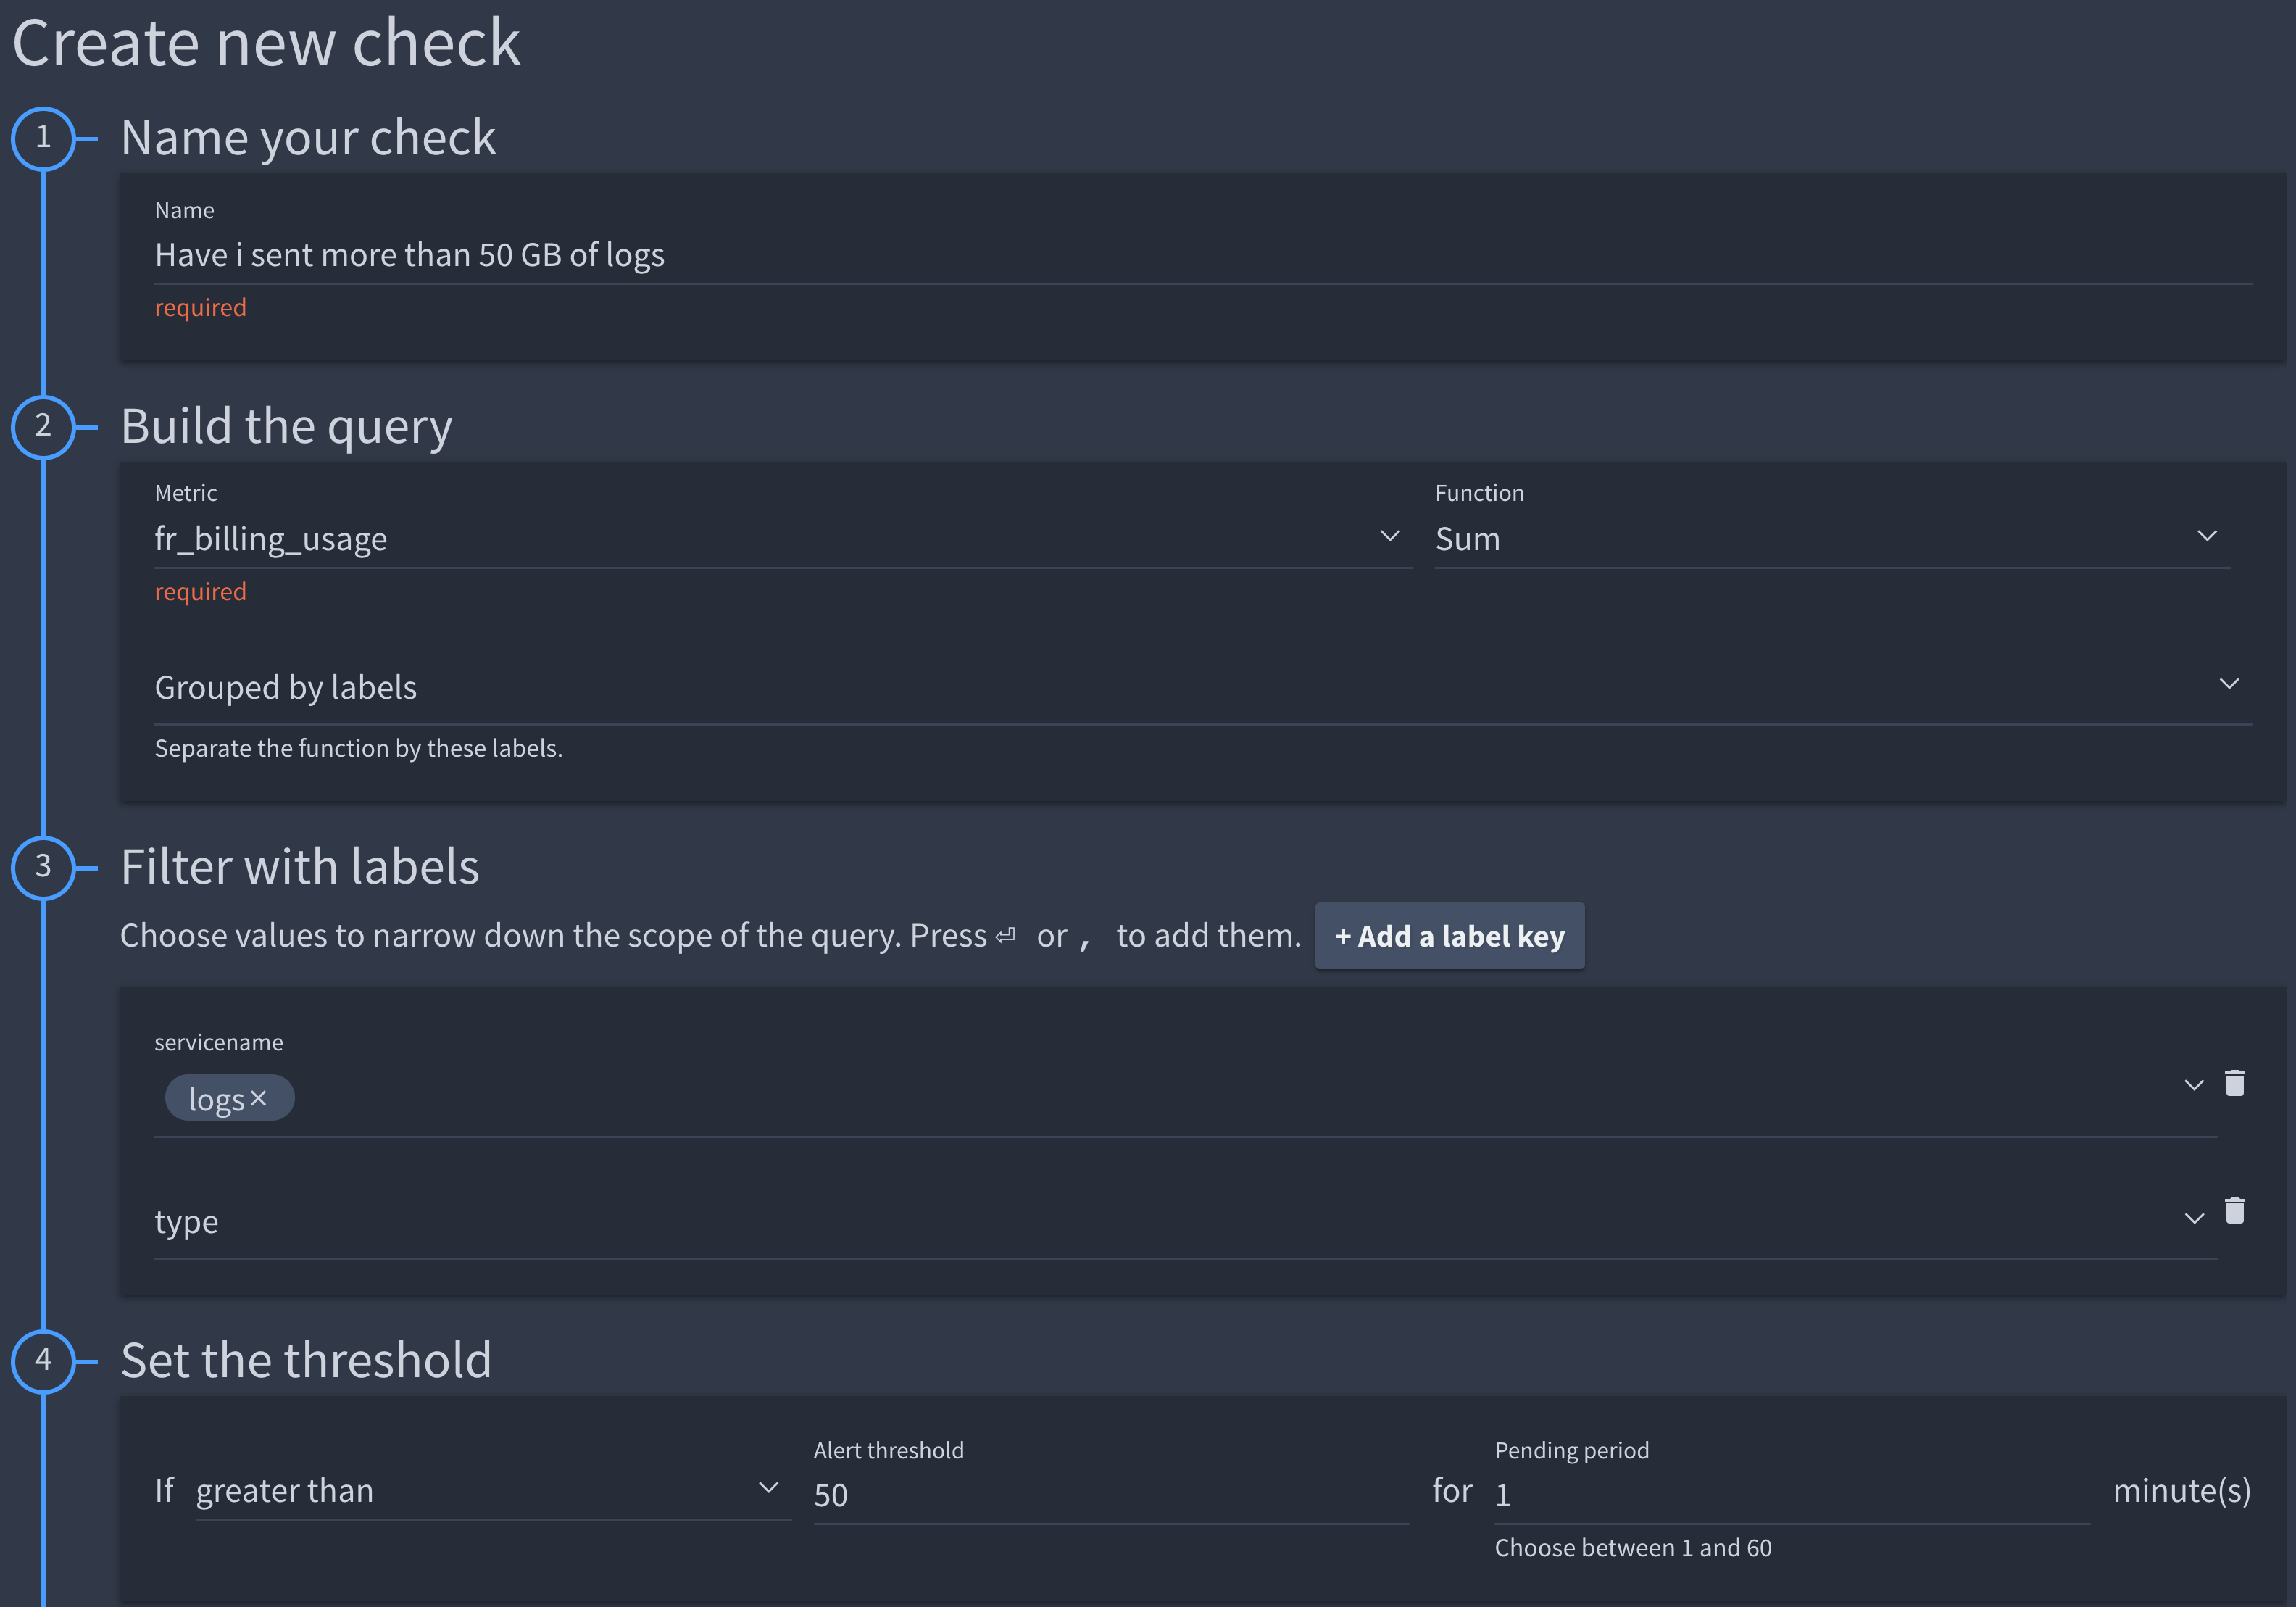 Create new check
1
Name your check
Name
Have i sent more than 50 GB of logs
required
2
Build the query
Metric
Function
fr_billing_usage
Sum
required
Grouped by labels
Separate the function by these labels.
3
Filter with labels
Choose values to narrow down the scope of the query. Press ⏎ or , to add them. + Add a label key
servicename
logs ×
type
4
Set the threshold
Alert threshold
Pending period
If greater than 50 for 1 minute(s)
Choose between 1 and 60